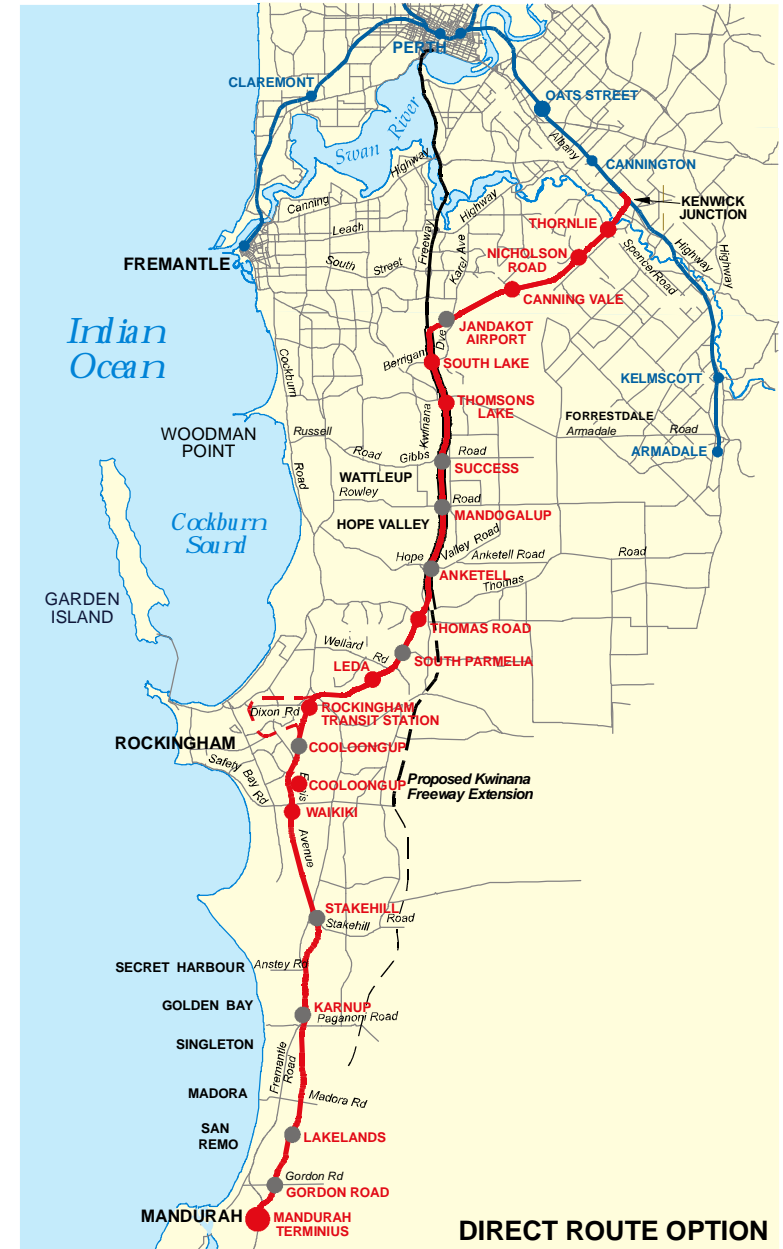 PERTH
CLAREMONT
OATS STREET
Swan River
Albany
Highway
CANNINGTON
Canning
Highway
KENWICK
JUNCTION
Leach
Highway
THORNLIE
FREMANTLE
South Street
Freeway
Karel Ave
NICHOLSON
ROAD
Spencer Road
Highway
Highway
CANNING VALE
Indian
Ocean
JANDAKOT
AIRPORT
Berrigan Dve
SOUTH LAKE
Cockburn
KELMSCOTT
THOMSONS
LAKE
Kwinana
FORRESTDALE
WOODMAN
POINT
Russell
Armadale Road
Road Gibbs Road
ARMADALE
SUCCESS
WATTLEUP
Road
Rowley Road
MANDOGALUP
Cockburn
Sound
HOPE VALLEY
Hope Valley Road
Anketell Road Road
ANKETELL
Thomas
GARDEN
ISLAND
THOMAS ROAD
Wellard Rd
SOUTH PARMELIA
LEDA
Dixon Rd
ROCKINGHAM
TRANSIT STATION
ROCKINGHAM
COOLOONGUP
Safety Bay Rd
COOLOONGUP
Proposed Kwinana
Freeway Extension
WAIKIKI
Avenue
STAKEHILL
Stakehill Road
SECRET HARBOUR
Anstey Rd
GOLDEN BAY
KARNUP
Paganoni Road
SINGLETON
Fremantle
Road
MADORA
Madora Rd
SAN
REMO
LAKELANDS
Gordon Rd
GORDON ROAD
MANDURAH
MANDURAH
TERMINIUS
DIRECT ROUTE OPTION